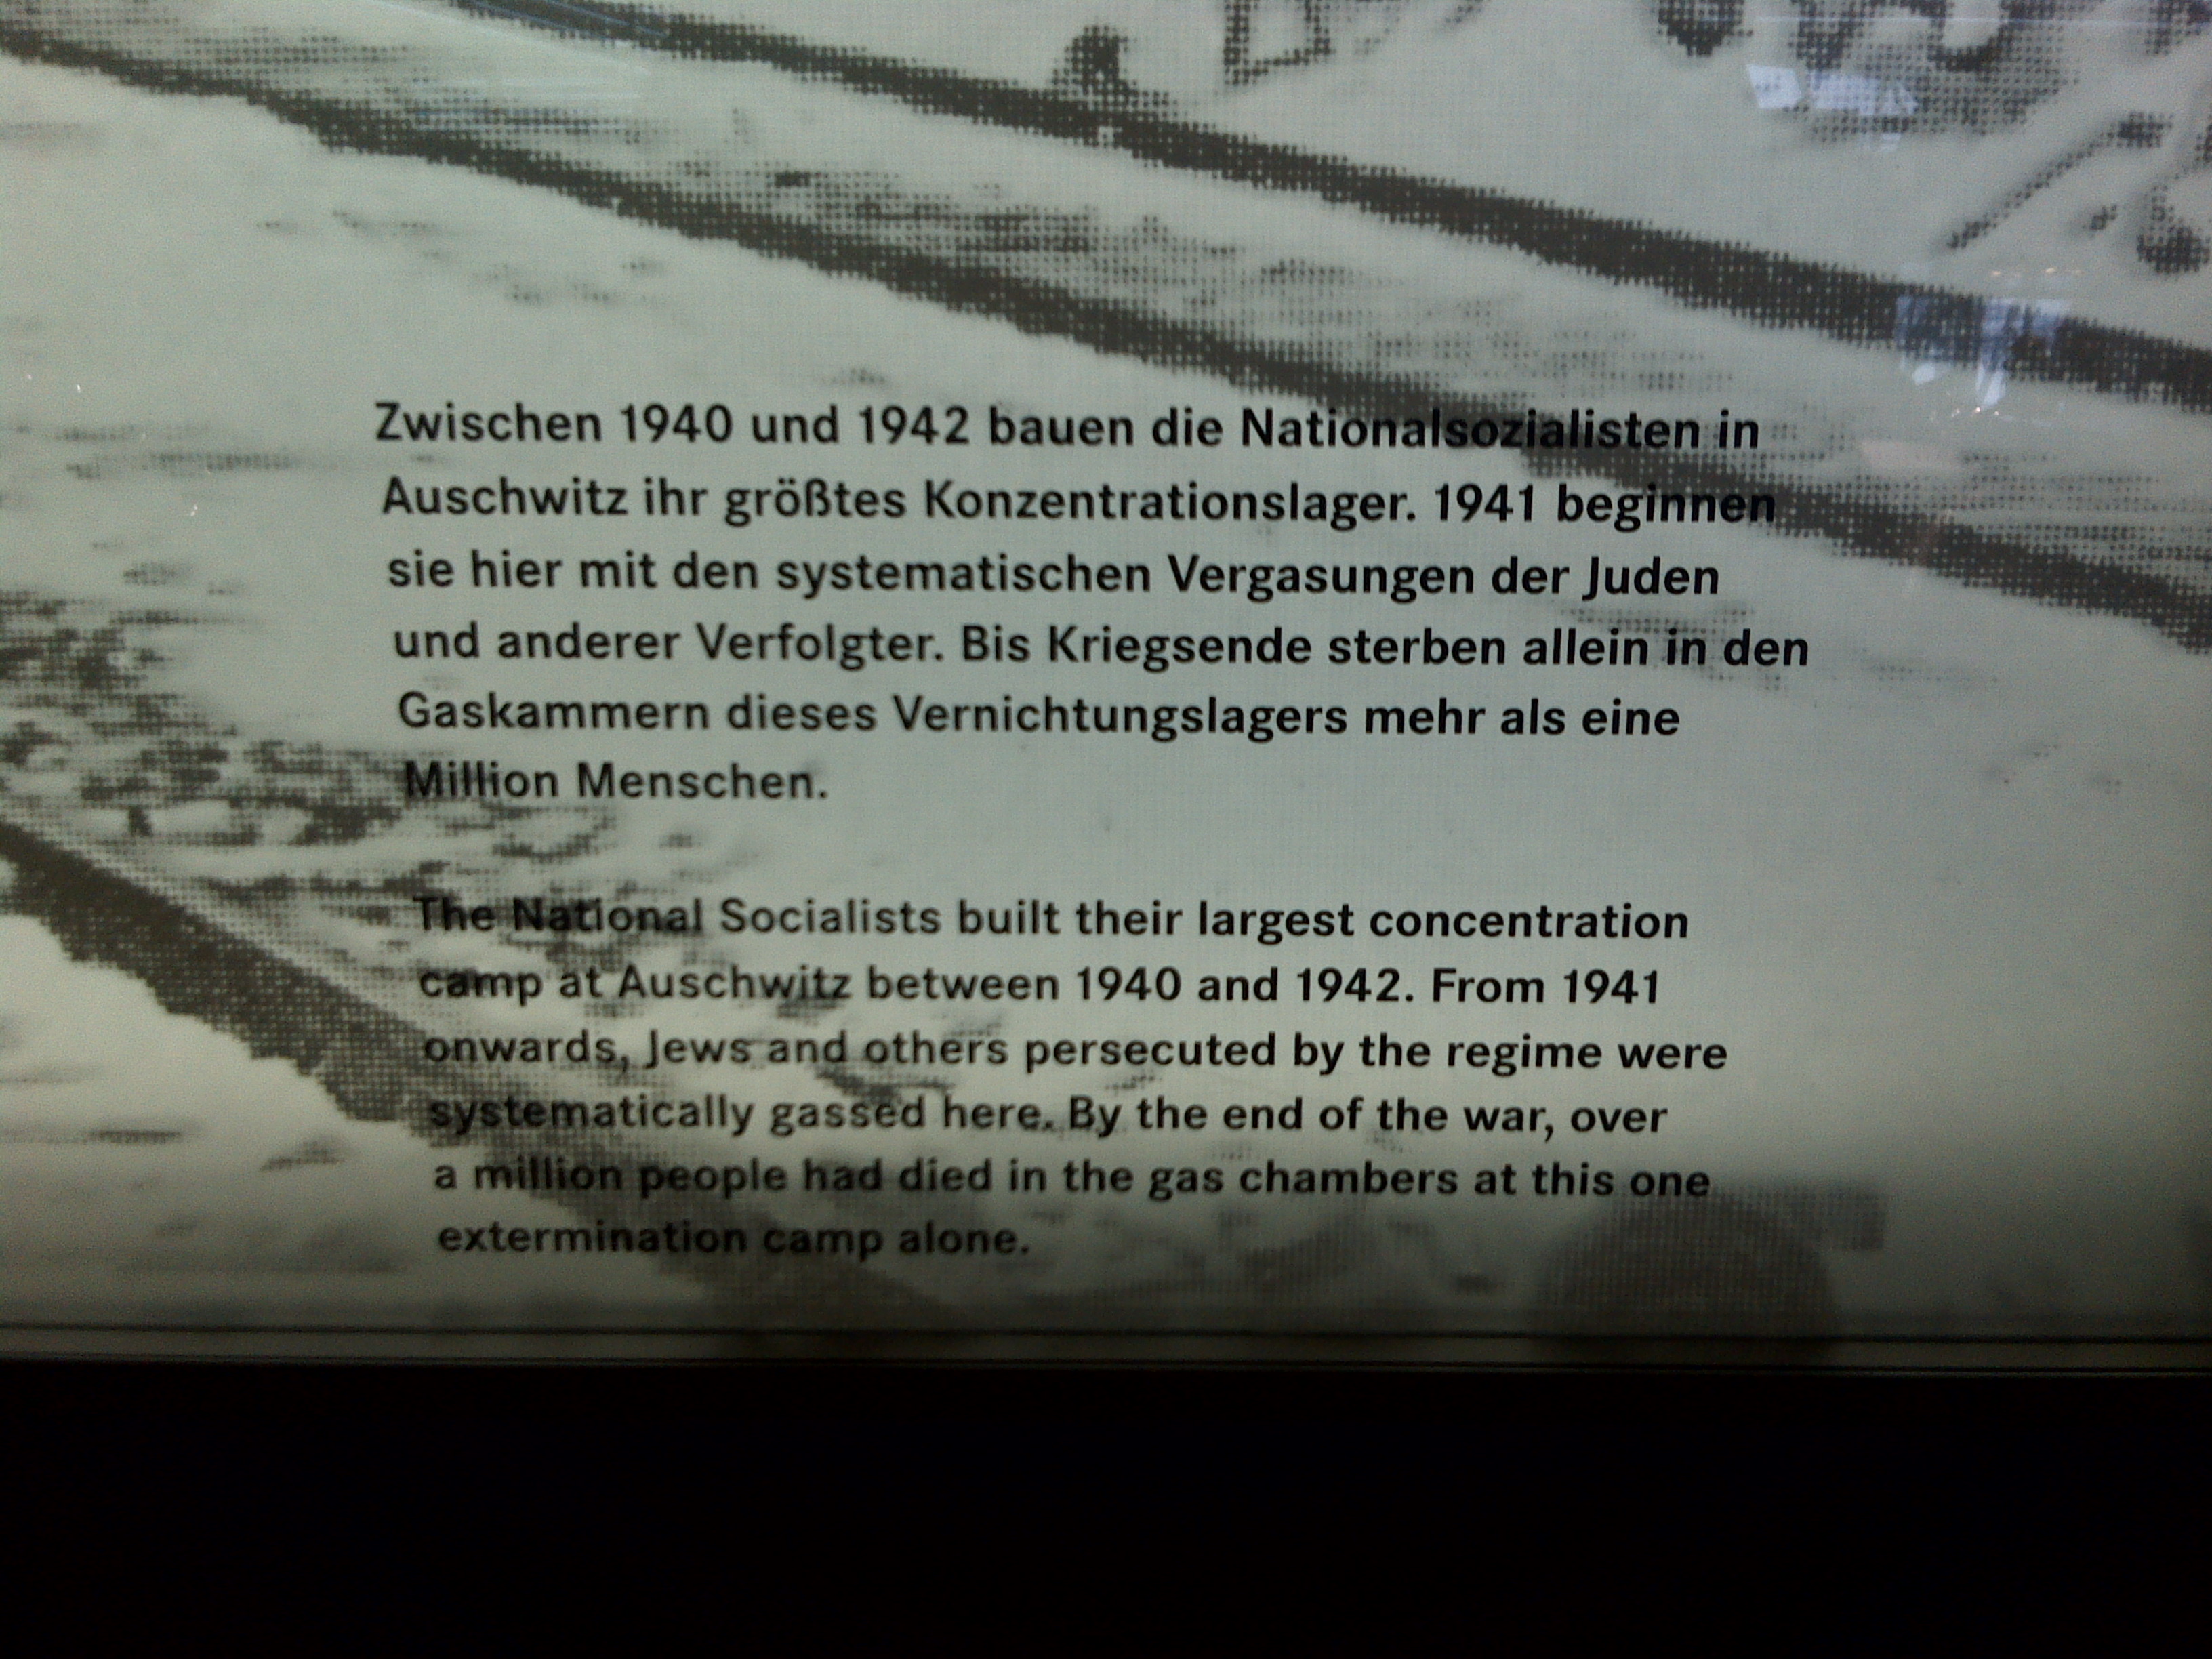 Zwischen 1940 und 1942 bauen die Nationalsozialisten in
Auschwitz ihr größtes Konzentrationslager. 1941 beginnen
sie hier mit den systematischen Vergasungen der Juden
und anderer Verfolgter. Bis Kriegsende sterben allein in den
Gaskammern dieses Vernichtungslagers mehr als eine
Million Menschen.
The National Socialists built their largest concentration
camp at Auschwitz between 1940 and 1942. From 1941
onwards, Jews and others persecuted by the regime were
systematically gassed here. By the end of the war, over
a million people had died in the gas chambers at this one
extermination camp alone.